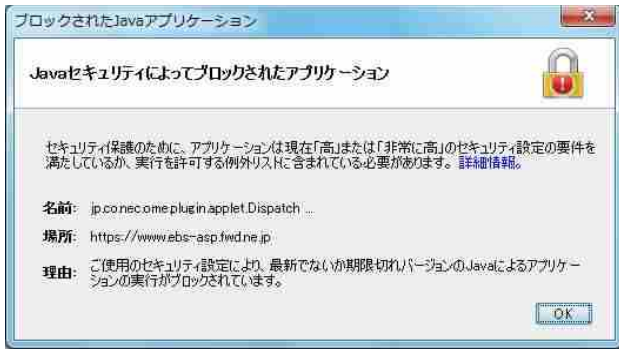 ブロックされたJavaアプリケーション
Javaセキュリティによってブロックされたアプリケーション
セキュリティ保護のために、アプリケーションは現在「高」または「非常に高」のセキュリティ設定の要件を
満たしているか、実行を許可する例外リストに含まれている必要があります。詳細情報。
名前: jp.co.nec.ome.plugin.applet.Dispatch ...
場所: https://www.ebs-asp.fwd.ne.jp
理由: ご使用のセキュリティ設定により、最新でないか期限切れバージョンのJavaによるアプリケー
ションの実行がブロックされています。
OK